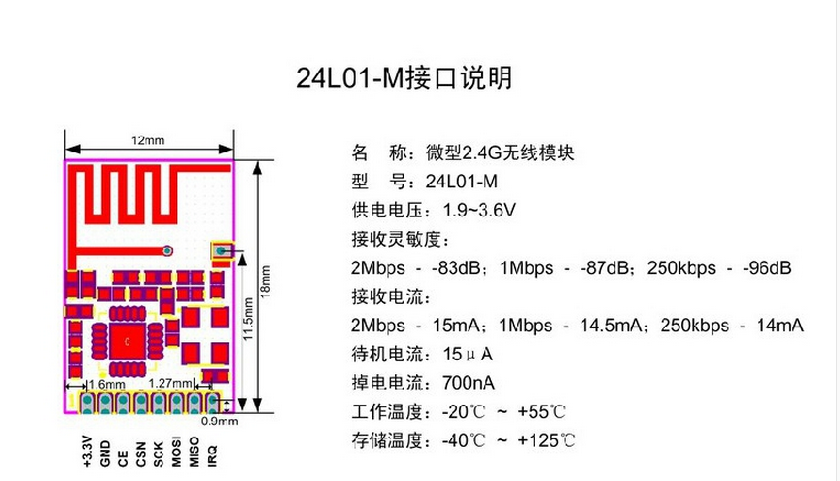 24L01-M接口说明
12mm
名 称：微型2.4G无线模块
型 号：24L01-M
供电电压：1.9~3.6V
接收灵敏度：
2Mbps - -83dB；1Mbps - -87dB；250kbps - -96dB
接收电流：
2Mbps - 15mA；1Mbps - 14.5mA；250kbps - 14mA
待机电流：15μA
掉电电流：700nA
工作温度：-20℃ ~ +55℃
存储温度：-40℃ ~ +125℃
18mm
11.5mm
1.6mm
1.27mm
0.9mm
+3.3V
GND
CE
CSN
SCK
MOSI
MISO
IRQ